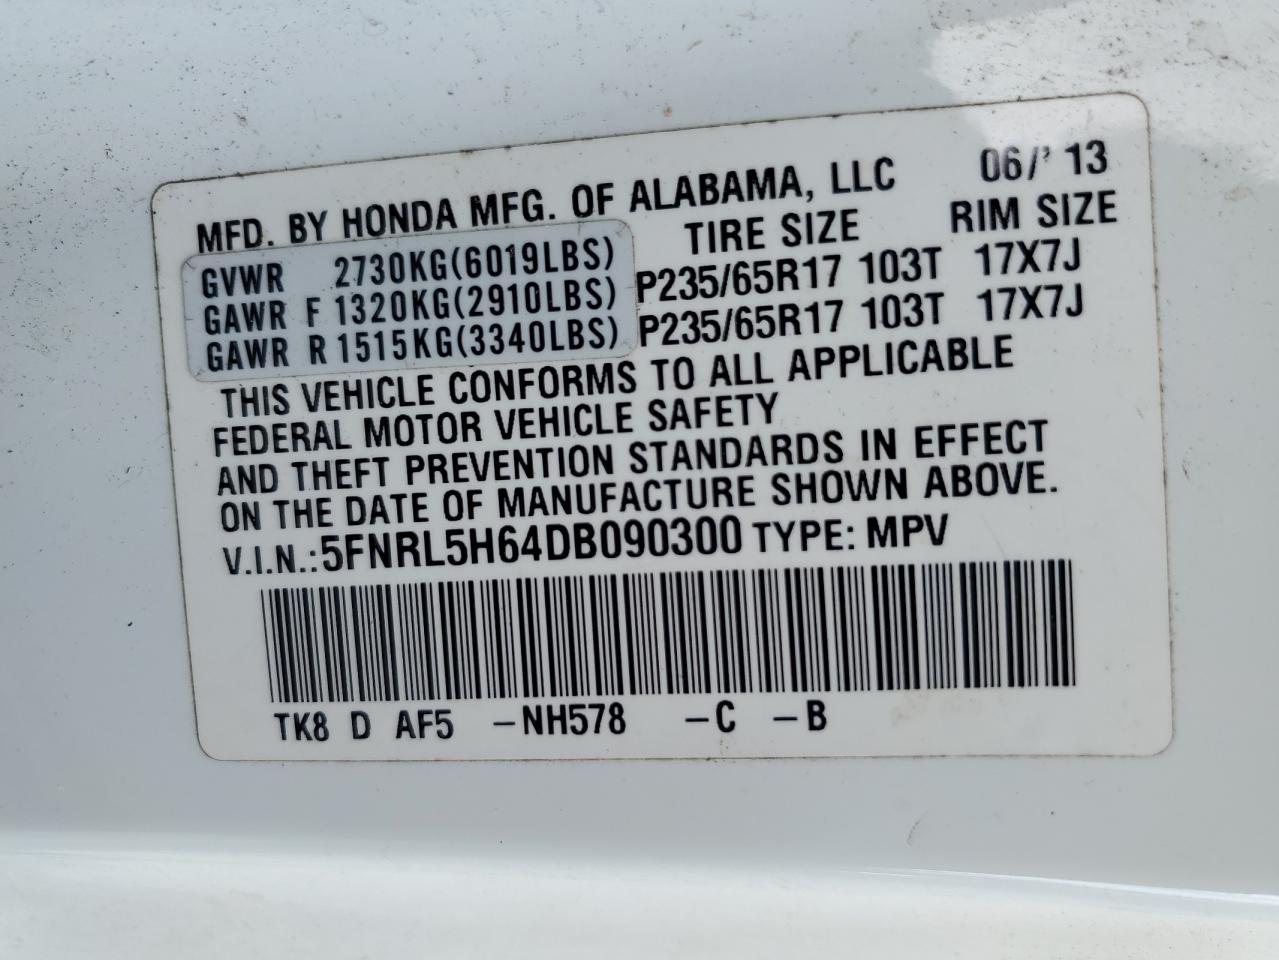 MFD. BY HONDA MFG. OF ALABAMA, LLC 06/' 13
TIRE SIZE RIM SIZE
GVWR 2730KG(6019LBS)
GAWR F 1320KG(2910LBS) P235/65R17 103T 17X7J
GAWR R 1515KG(3340LBS) P235/65R17 103T 17X7J
THIS VEHICLE CONFORMS TO ALL APPLICABLE
FEDERAL MOTOR VEHICLE SAFETY
AND THEFT PREVENTION STANDARDS IN EFFECT
ON THE DATE OF MANUFACTURE SHOWN ABOVE.
V.I.N.:5FNRL5H64DB090300 TYPE: MPV
TK8 D AF5 –NH578 –C –B